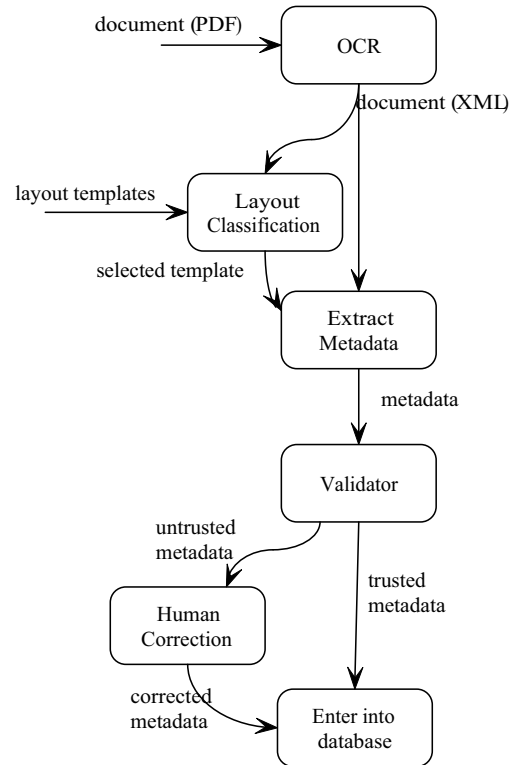 document (PDF)
OCR
document (XML)
layout templates
Layout
Classification
selected template
Extract
Metadata
metadata
Validator
untrusted
metadata
trusted
metadata
Human
Correction
corrected
metadata
Enter into
database